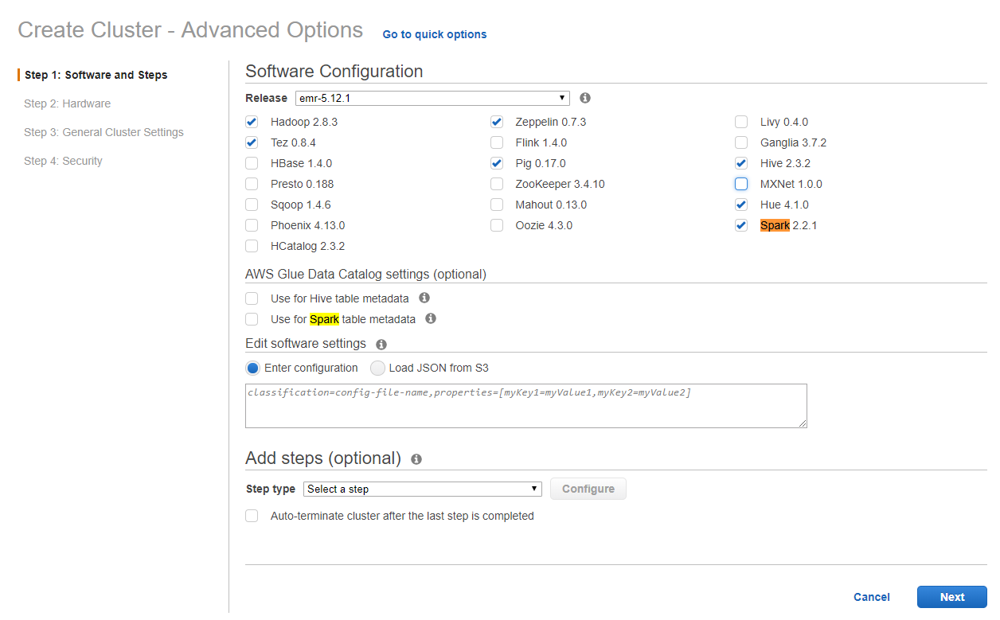 Create Cluster - Advanced Options Go to quick options
Step 1: Software and Steps
Step 2: Hardware
Step 3: General Cluster Settings
Step 4: Security
Software Configuration
Release emr-5.12.1
Hadoop 2.8.3 Zeppelin 0.7.3 Livy 0.4.0
Tez 0.8.4 Flink 1.4.0 Ganglia 3.7.2
HBase 1.4.0 Pig 0.17.0 Hive 2.3.2
Presto 0.188 ZooKeeper 3.4.10 MXNet 1.0.0
Sqoop 1.4.6 Mahout 0.13.0 Hue 4.1.0
Phoenix 4.13.0 Oozie 4.3.0 Spark 2.2.1
HCatalog 2.3.2
AWS Glue Data Catalog settings (optional)
Use for Hive table metadata
Use for Spark table metadata
Edit software settings
Enter configuration Load JSON from S3
classification=config-file-name,properties=[myKey1=myValue1,myKey2=myValue2]
Add steps (optional)
Step type Select a step Configure
Auto-terminate cluster after the last step is completed
Cancel Next